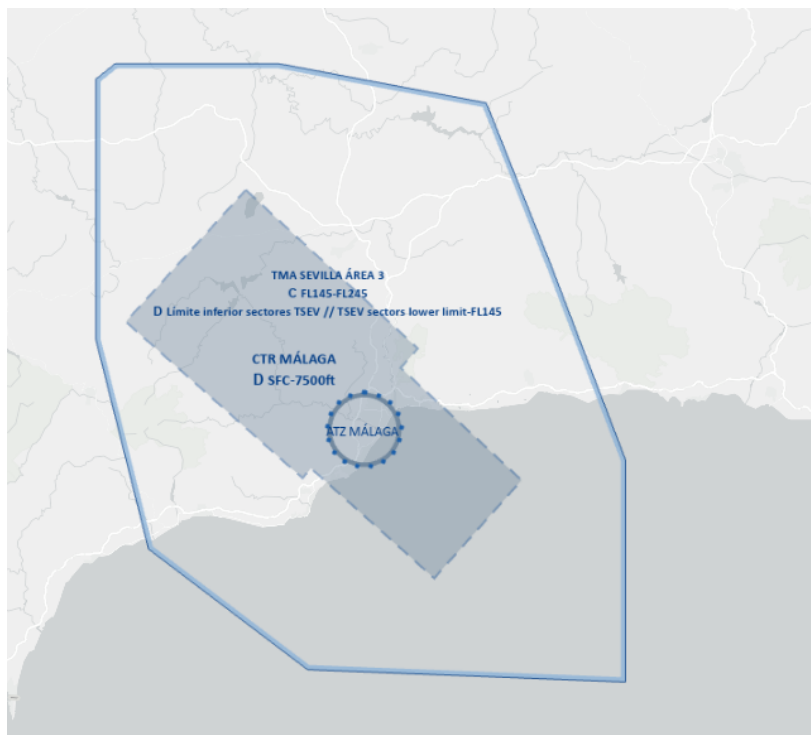 TMA SEVILLA ÁREA 3
C FL145-FL245
D Límite inferior sectores TSEV // TSEV sectors lower limit-FL145
CTR MÁLAGA
D SFC-7500ft
ATZ MÁLAGA